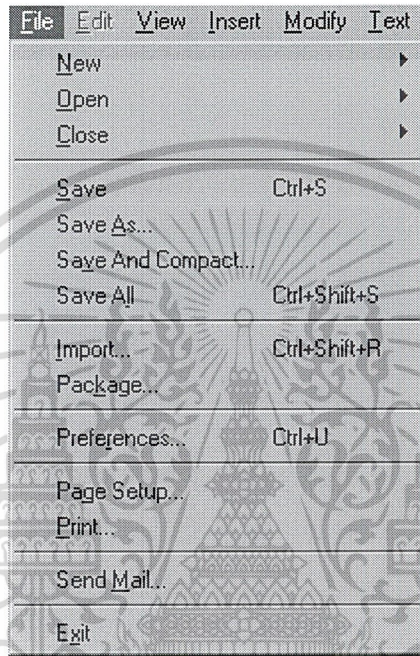 File Edit View Insert Modify Text
New
Open
Close
Save Ctrl+S
Save As...
Save And Compact...
Save All Ctrl+Shift+S
Import... Ctrl+Shift+R
Package...
Preferences... Ctrl+U
Page Setup...
Print...
Send Mail...
Exit